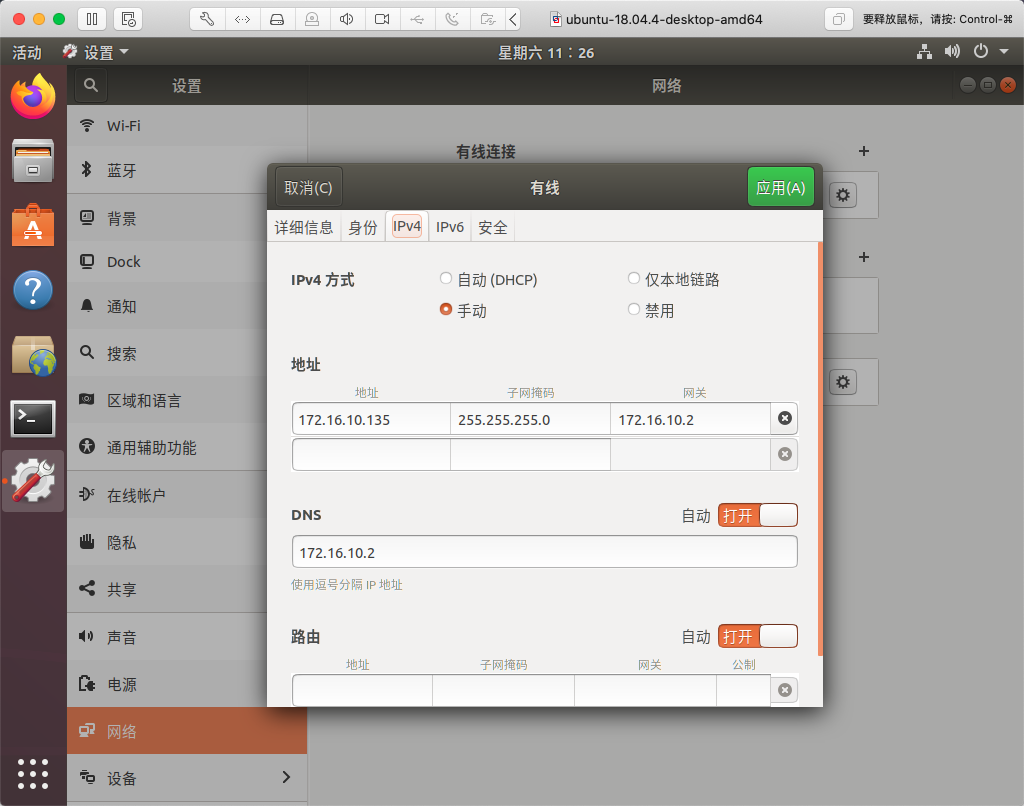 ubuntu-18.04.4-desktop-amd64
要释放鼠标，请按: Control-⌘
活动
设置
星期六 11：26
设置
网络
Wi-Fi
蓝牙
背景
Dock
通知
搜索
区域和语言
通用辅助功能
在线帐户
隐私
共享
声音
电源
网络
设备
有线连接
取消(C)
有线
应用(A)
详细信息
身份
IPv4
IPv6
安全
IPv4 方式
自动 (DHCP)
仅本地链路
手动
禁用
地址
地址
子网掩码
网关
172.16.10.135
255.255.255.0
172.16.10.2
DNS
自动
打开
172.16.10.2
使用逗号分隔 IP 地址
路由
自动
打开
地址
子网掩码
网关
公制